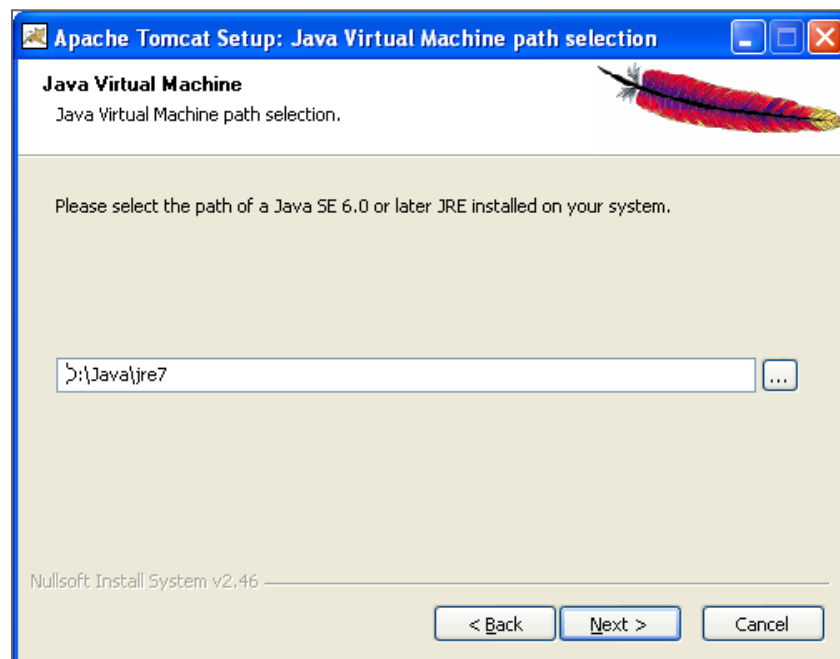 Apache Tomcat Setup: Java Virtual Machine path selection
Java Virtual Machine
Java Virtual Machine path selection.
Please select the path of a Java SE 6.0 or later JRE installed on your system.
:\Java\jre7
...
Nullsoft Install System v2.46
< Back
Next >
Cancel